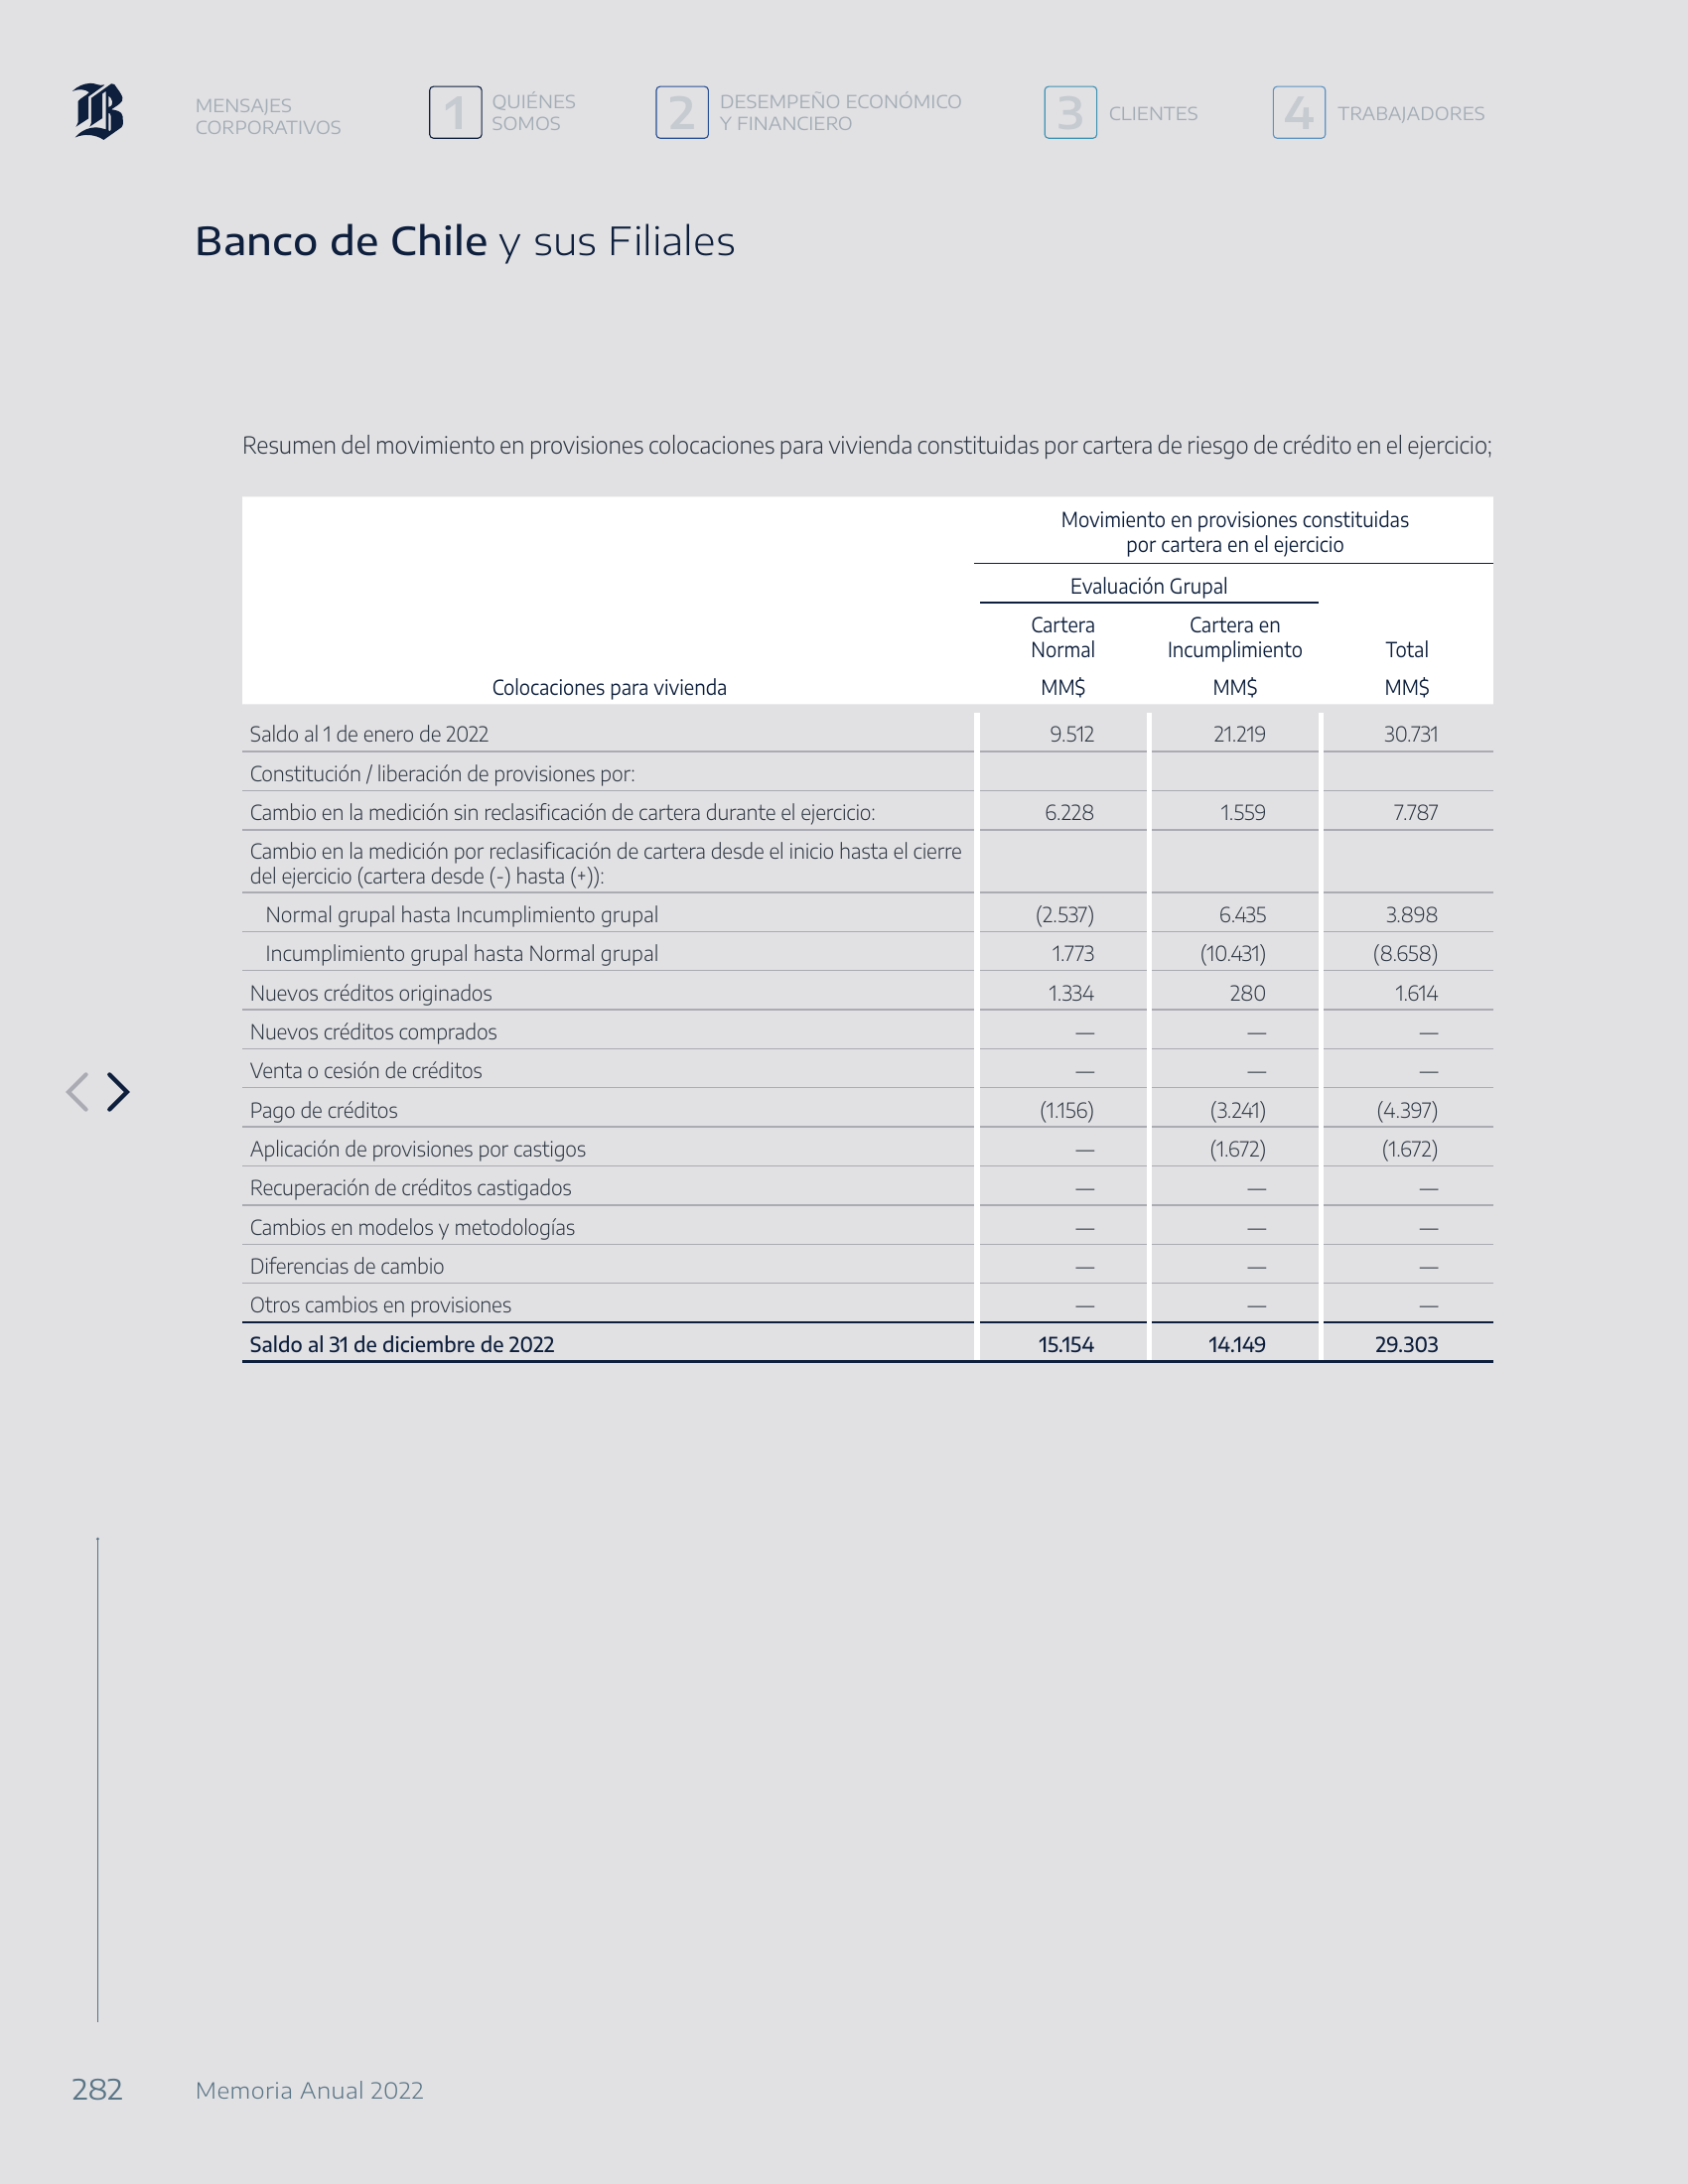 B
MENSAJES
CORPORATIVOS
1
QUIÉNES
SOMOS
2
DESEMPEÑO ECONÓMICO
Y FINANCIERO
3
CLIENTES
4
TRABAJADORES
Banco de Chile y sus Filiales
Resumen del movimiento en provisiones colocaciones para vivienda constituidas por cartera de riesgo de crédito en el ejercicio;
Movimiento en provisiones constituidas
por cartera en el ejercicio
Evaluación Grupal
Cartera
Normal
Cartera en
Incumplimiento
Total
Colocaciones para vivienda MM$ MM$ MM$
Saldo al 1 de enero de 2022 9.512 21.219 30.731
Constitución / liberación de provisiones por:
Cambio en la medición sin reclasificación de cartera durante el ejercicio: 6.228 1.559 7.787
Cambio en la medición por reclasificación de cartera desde el inicio hasta el cierre
del ejercicio (cartera desde (-) hasta (+)):
Normal grupal hasta Incumplimiento grupal (2.537) 6.435 3.898
Incumplimiento grupal hasta Normal grupal 1.773 (10.431) (8.658)
Nuevos créditos originados 1.334 280 1.614
Nuevos créditos comprados — — —
Venta o cesión de créditos — — —
Pago de créditos (1.156) (3.241) (4.397)
Aplicación de provisiones por castigos — (1.672) (1.672)
Recuperación de créditos castigados — — —
Cambios en modelos y metodologías — — —
Diferencias de cambio — — —
Otros cambios en provisiones — — —
Saldo al 31 de diciembre de 2022 15.154 14.149 29.303
282 Memoria Anual 2022